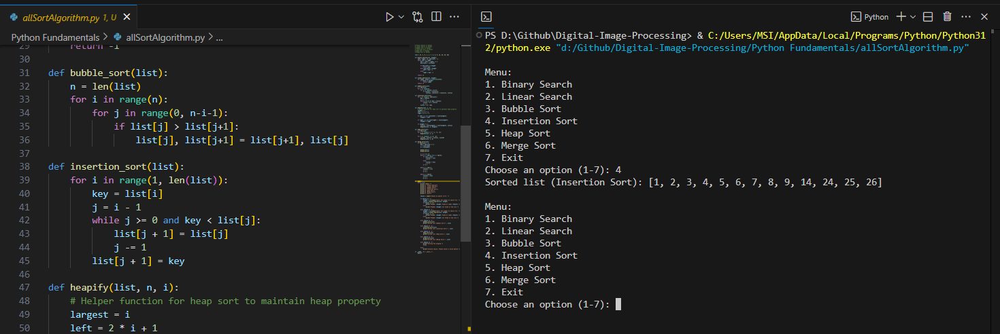 allSortAlgorithm.py 1, U
Python Fundamentals > allSortAlgorithm.py > ...
29 return -1
30
31 def bubble_sort(list):
32 n = len(list)
33 for i in range(n):
34 for j in range(0, n-i-1):
35 if list[j] > list[j+1]:
36 list[j], list[j+1] = list[j+1], list[j]
37
38 def insertion_sort(list):
39 for i in range(1, len(list)):
40 key = list[i]
41 j = i - 1
42 while j >= 0 and key < list[j]:
43 list[j + 1] = list[j]
44 j -= 1
45 list[j + 1] = key
46
47 def heapify(list, n, i):
48 # Helper function for heap sort to maintain heap property
49 largest = i
50 left = 2 * i + 1
Python
PS D:\Github\Digital-Image-Processing> & C:/Users/MSI/AppData/Local/Programs/Python/Python31
2/python.exe "d:/Github/Digital-Image-Processing/Python Fundamentals/allSortAlgorithm.py"
Menu:
1. Binary Search
2. Linear Search
3. Bubble Sort
4. Insertion Sort
5. Heap Sort
6. Merge Sort
7. Exit
Choose an option (1-7): 4
Sorted list (Insertion Sort): [1, 2, 3, 4, 5, 6, 7, 8, 9, 14, 24, 25, 26]
Menu:
1. Binary Search
2. Linear Search
3. Bubble Sort
4. Insertion Sort
5. Heap Sort
6. Merge Sort
7. Exit
Choose an option (1-7):